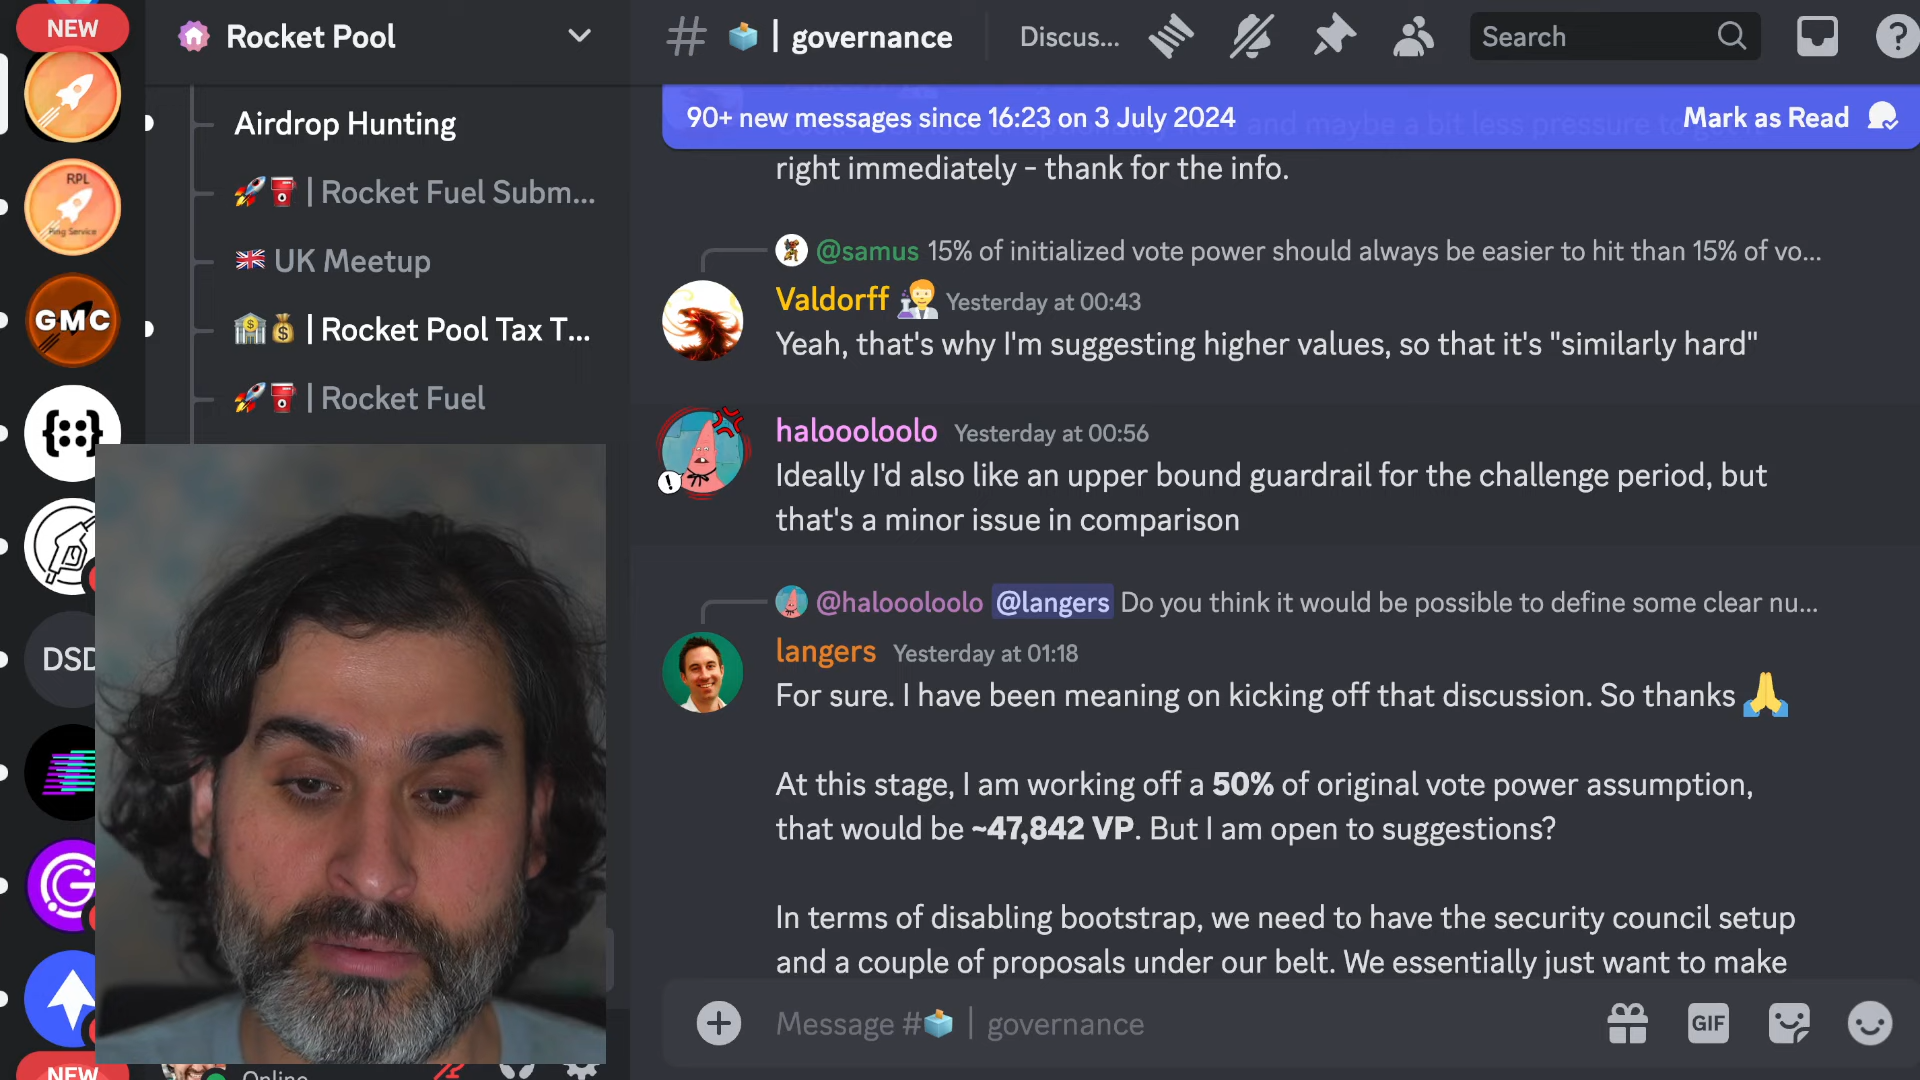 NEW
Rocket Pool
# | governance
Discus...
Search
?
90+ new messages since 16:23 on 3 July 2024
Mark as Read
right immediately - thank for the info.
Airdrop Hunting
RPL
Ping Service
| Rocket Fuel Subm...
UK Meetup
GMC
| Rocket Pool Tax T...
| Rocket Fuel
@samus 15% of initialized vote power should always be easier to hit than 15% of vo...
Valdorff Yesterday at 00:43
Yeah, that's why I'm suggesting higher values, so that it's "similarly hard"
haloooloolo Yesterday at 00:56
Ideally I'd also like an upper bound guardrail for the challenge period, but
that's a minor issue in comparison
@haloooloolo @langers Do you think it would be possible to define some clear nu...
DSD
langers Yesterday at 01:18
For sure. I have been meaning on kicking off that discussion. So thanks
At this stage, I am working off a 50% of original vote power assumption,
that would be ~47,842 VP. But I am open to suggestions?
In terms of disabling bootstrap, we need to have the security council setup
and a couple of proposals under our belt. We essentially just want to make
Message # | governance
GIF
NEW
Online